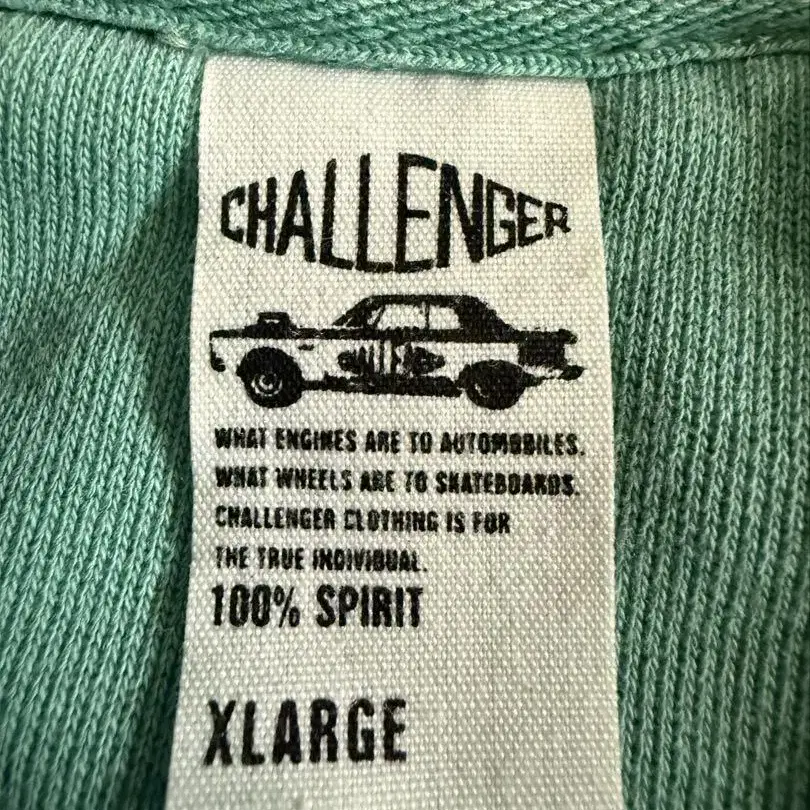 CHALLENGER
WHAT ENGINES ARE TO AUTOMOBILES.
WHAT WHEELS ARE TO SKATEBOARDS.
CHALLENGER CLOTHING IS FOR
THE TRUE INDIVIDUAL.
100% SPIRIT
XLARGE